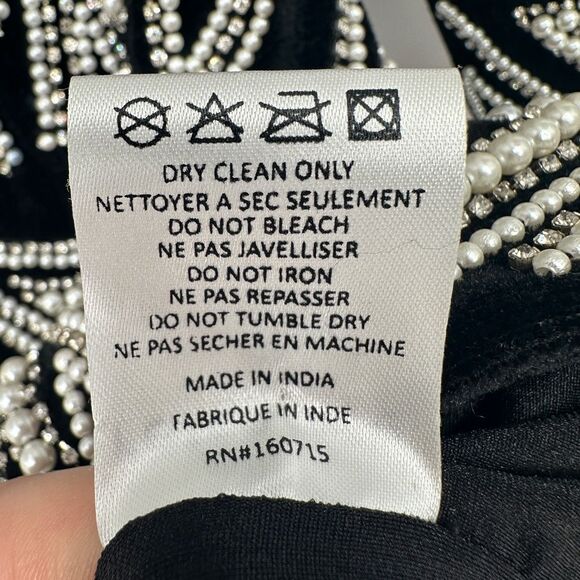 DRY CLEAN ONLY
NETTOYER A SEC SEULEMENT
DO NOT BLEACH
NE PAS JAVELLISER
DO NOT IRON
NE PAS REPASSER
DO NOT TUMBLE DRY
NE PAS SECHER EN MACHINE
MADE IN INDIA
FABRIQUE IN INDE
RN#160715